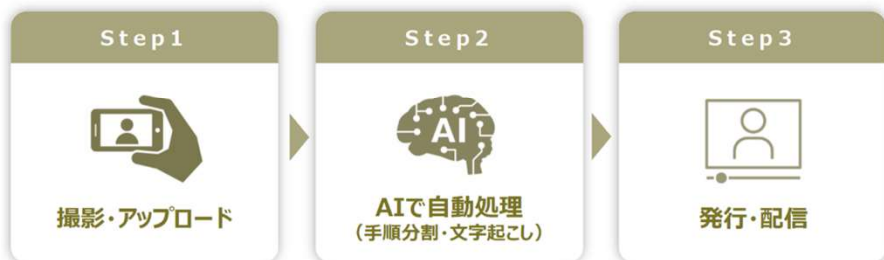 Step1
撮影・アップロード
Step2
AI
AIで自動処理
(手順分割・文字起こし)
Step3
発行・配信